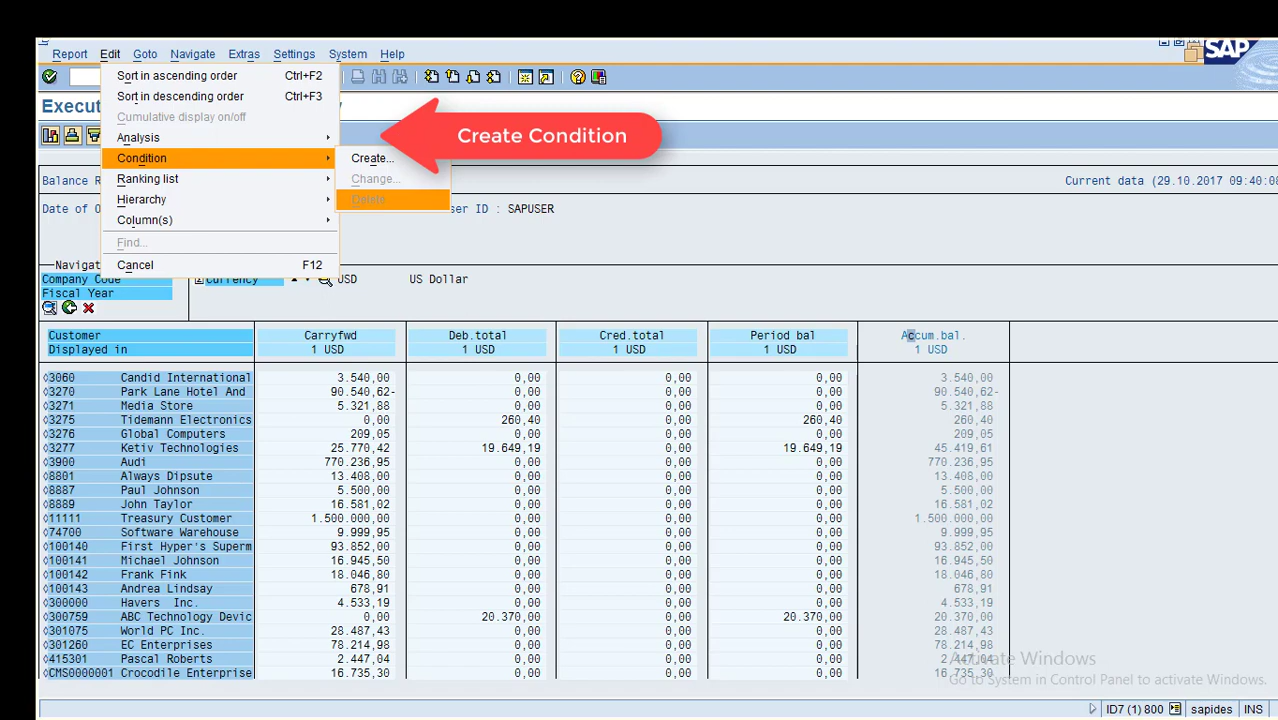 Report Edit Goto Navigate Extras Settings System Help
SAP
Sort in ascending order Ctrl+F2
Sort in descending order Ctrl+F3
Cumulative display on/off
Analysis
Condition
Ranking list
Hierarchy
Column(s)
Find...
Cancel F12
Create...
Change...
Delete
Create Condition
Execu
Balance R
Current data (29.10.2017 09:40:08
Date of O
ser ID : SAPUSER
Navigat
Company Code
Fiscal Year
Currency USD US Dollar
Customer Carryfwd Deb.total Cred.total Period bal Accum.bal.
Displayed in 1 USD 1 USD 1 USD 1 USD 1 USD
◊3060 Candid International 3.540,00 0,00 0,00 0,00 3.540,00
◊3270 Park Lane Hotel And 90.540,62- 0,00 0,00 0,00 90.540,62-
◊3271 Media Store 5.321,88 0,00 0,00 0,00 5.321,88
◊3275 Tidemann Electronics 0,00 260,40 0,00 260,40 260,40
◊3276 Global Computers 209,05 0,00 0,00 0,00 209,05
◊3277 Ketiv Technologies 25.770,42 19.649,19 0,00 19.649,19 45.419,61
◊3900 Audi 770.236,95 0,00 0,00 0,00 770.236,95
◊8801 Always Dipsute 13.408,00 0,00 0,00 0,00 13.408,00
◊8887 Paul Johnson 5.500,00 0,00 0,00 0,00 5.500,00
◊8889 John Taylor 16.581,02 0,00 0,00 0,00 16.581,02
◊11111 Treasury Customer 1.500.000,00 0,00 0,00 0,00 1.500.000,00
◊74700 Software Warehouse 9.999,95 0,00 0,00 0,00 9.999,95
◊100140 First Hyper's Superm 93.852,00 0,00 0,00 0,00 93.852,00
◊100141 Michael Johnson 16.945,50 0,00 0,00 0,00 16.945,50
◊100142 Frank Fink 18.046,80 0,00 0,00 0,00 18.046,80
◊100143 Andrea Lindsay 678,91 0,00 0,00 0,00 678,91
◊300000 Havers Inc. 4.533,19 0,00 0,00 0,00 4.533,19
◊300759 ABC Technology Devic 0,00 20.370,00 0,00 20.370,00 20.370,00
◊301075 World PC Inc. 28.487,43 0,00 0,00 0,00 28.487,43
◊301260 EC Enterprises 78.214,98 0,00 0,00 0,00 78.214,98
◊415301 Pascal Roberts 2.447,04 0,00 0,00 0,00 2.447,04
◊CMS0000001 Crocodile Enterprise 16.735,30 0,00 0,00 0,00 16.735,30
Activate Windows
Go to System in Control Panel to activate Windows.
ID7 (1) 800 sapides INS